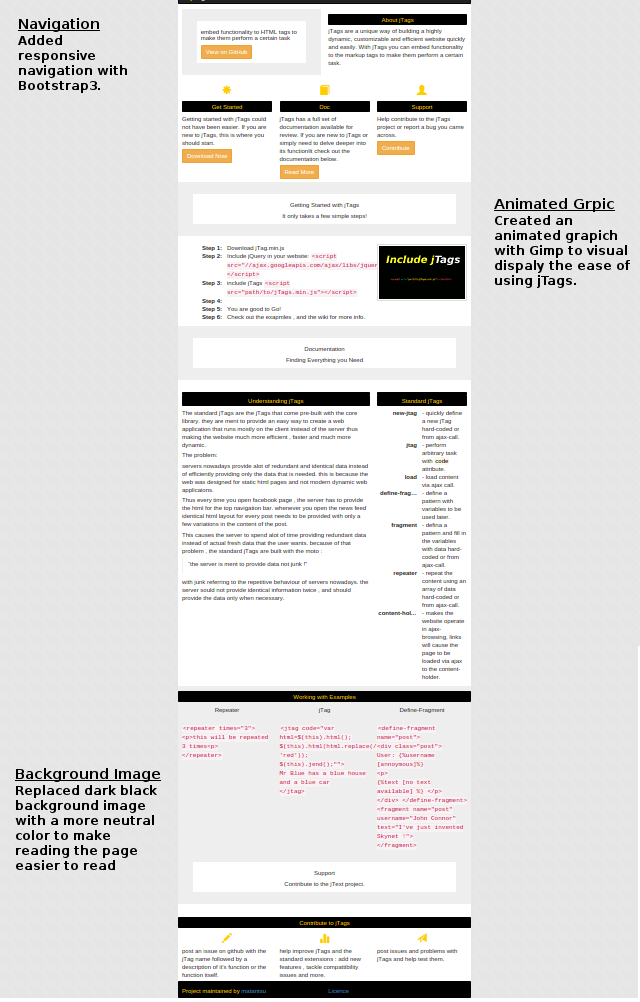 Navigation
Added
responsive
navigation with
Bootstrap3.
embed functionality to HTML tags to
make them perform a certain task
View on GitHub
About jTags
jTags are a unique way of building a highly
dynamic, customizable and efficient website quickly
and easily. With jTags you can embed functionality
to the markup tags to make them perform a certain
task.
Get Started
Getting started with jTags could
not have been easier. If you are
new to jTags, this is where you
should start.
Download Now
Doc
jTags has a full set of
documentation available for
review. If you are new to jTags or
simply need to delve deeper into
its functionlit check out the
documentation below.
Read More
Support
Help contribute to the jTags
project or report a bug you came
across.
Contribute
Animated Grpic
Created an
animated grapich
with Gimp to visual
dispaly the ease of
using jTags.
Getting Started with jTags
It only takes a few simple steps!
Step 1: Download jTag.min.js
Step 2: Include jQuery in your website: <script
src="//ajax.googleapis.com/ajax/libs/jquer
</script>
Step 3: include jTags <script
src="path/to/jTags.min.js"></script>
Step 4:
Step 5: You are good to Go!
Step 6: Check out the exapmles , and the wiki for more info.
Include jTags
Documentation
Finding Everything you Need
Understanding jTags
The standard jTags are the jTags that come pre-built with the core
library. they are ment to provide an easy way to create a web
application that runs mostly on the client instead of the server thus
making the website much more efficient , faster and much more
dynamic.
The problem:
servers nowadays provide alot of redundant and identical data instead
of efficiently providing only the data that is needed. this is because the
web was designed for static html pages and not modern dynamic web
applicaions.
Thus every time you open facebook page , the server has to provide
the html for the top navigation bar. whenever you open the news feed
identical html layout for every post needs to be provided with only a
few variations in the content of the post.
This causes the server to spend alot of time providing redundant data
instead of actual fresh data that the user wants. because of that
problem , the standard jTags are built with the moto :
'the server is ment to provide data not junk !"
with junk referring to the repetitive behaviour of servers nowadays. the
server sould not provide identical information twice , and should
provide the data only when necessary.
Standard jTags
new-jtag - quickly define
a new jTag
hard-coded or
from ajax-call.
jtag - perform
arbitrary task
with code
attribute.
load - load content
via ajax call.
define-frag... - define a
pattern with
variables to be
used later.
fragment - define a
pattern and fill in
the variables
with data hard-
coded or from
ajax-call.
repeater - repeat the
content using an
array of data
hard-coded or
from ajax-call.
content-hol... - makes the
website operate
in ajax-
browsing, links
will cause the
page to be
loaded via ajax
to the content-
holder.
Working with Examples
Repeater
<repeater times="3">
<p>this will be repeated
3 times<p>
</repeater>
jTag
<jtag code="var
html=$(this).html();
$(this).html(html.replace(/
'red'));
$(this).jend();"">
Mr Blue has a blue house
and a blue car
</jtag>
Define-Fragment
<define-fragment
name="post">
<div class="post">
User: {%username
[annoymous]%}
<p>
{%text [no text
available] %} </p>
</div> </define-fragment>
<fragment name="post"
username="John Connor"
text="I've just invented
Skynet !">
</fragment>
Background Image
Replaced dark black
background image
with a more neutral
color to make
reading the page
easier to read
Support
Contribute to the jText project.
Contribute to jTags
post an issue on github with the
jTag name followed by a
description of it's function or the
function itself.
help improve jTags and the
standard extensions : add new
features , tackle compatitibility
issues and more.
post issues and problems with
jTags and help test them.
Project maintained by matantsu
Licence